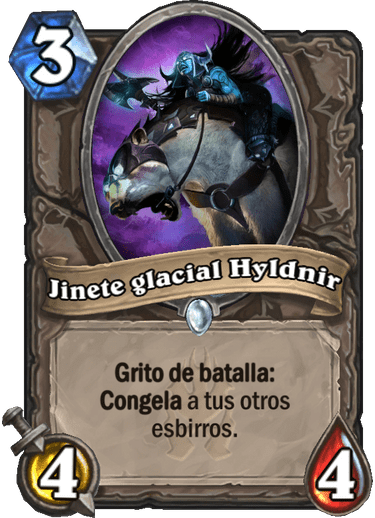 3
Jinete glacial Hyldnir
Grito de batalla:
Congela a tus otros
esbirros.
4
4